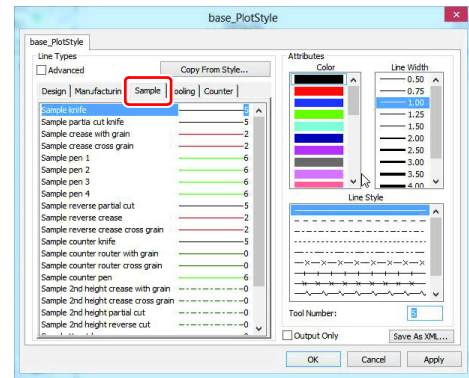 base_PlotStyle
base_PlotStyle
Line Types
Advanced
Copy From Style...
Design Manufacturin Sample ooling Counter
Sample knife 5
Sample partia cut knife 5
Sample crease with grain 2
Sample crease cross grain 2
Sample pen 1 6
Sample pen 2 6
Sample pen 3 6
Sample pen 4 6
Sample reverse partial cut 5
Sample reverse crease 2
Sample reverse crease cross grain 2
Sample counter knife 5
Sample counter router with grain 0
Sample counter router cross grain 0
Sample counter pen 6
Sample 2nd height crease with grain 0
Sample 2nd height crease cross grain 0
Sample 2nd height partial cut 0
Sample 2nd height reverse cut 0
Attributes
Color
Line Width
0.50
0.75
1.00
1.25
1.50
2.00
2.50
3.00
3.50
4.00
Line Style
Tool Number: 5
Output Only
Save As XML...
OK Cancel Apply